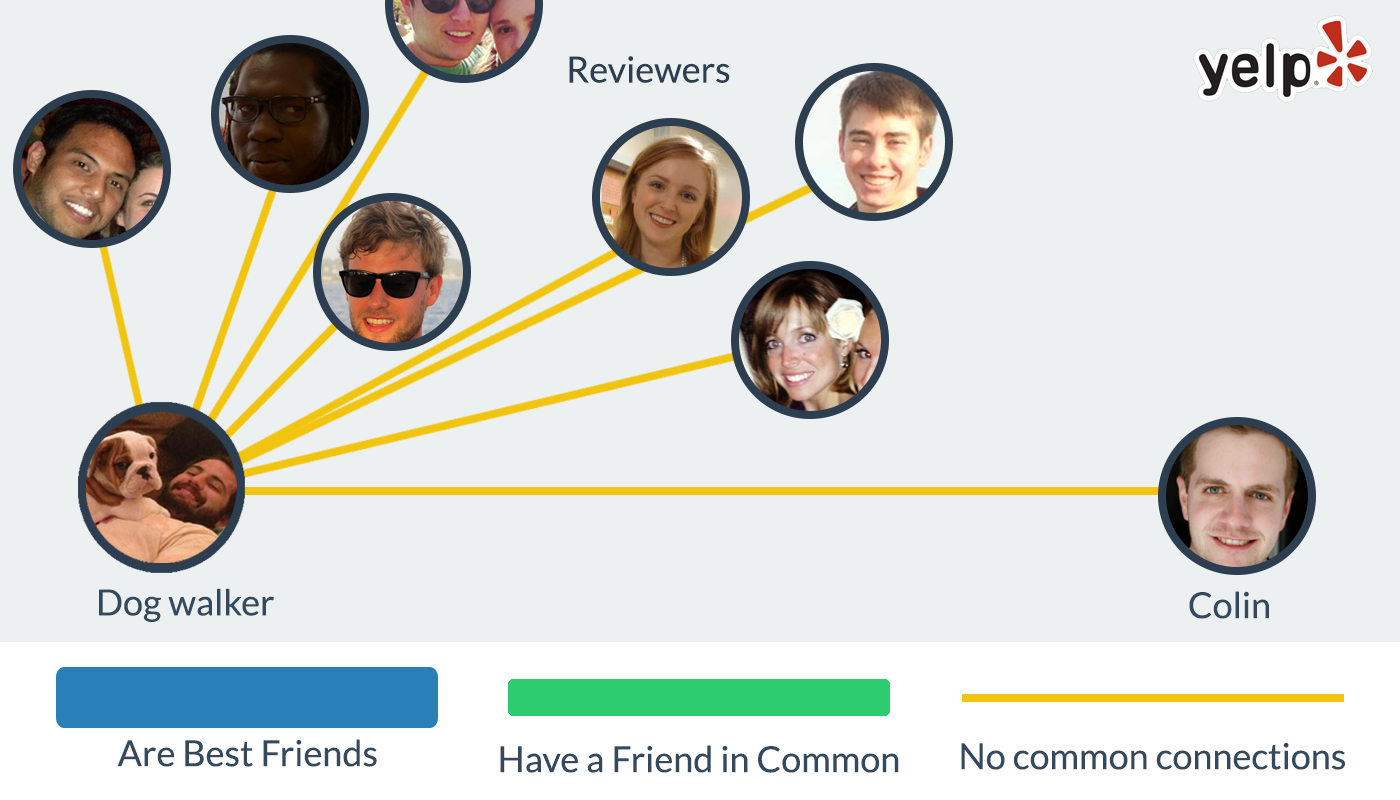 Reviewers
yelp
Dog walker
Colin
Are Best Friends
Have a Friend in Common
No common connections